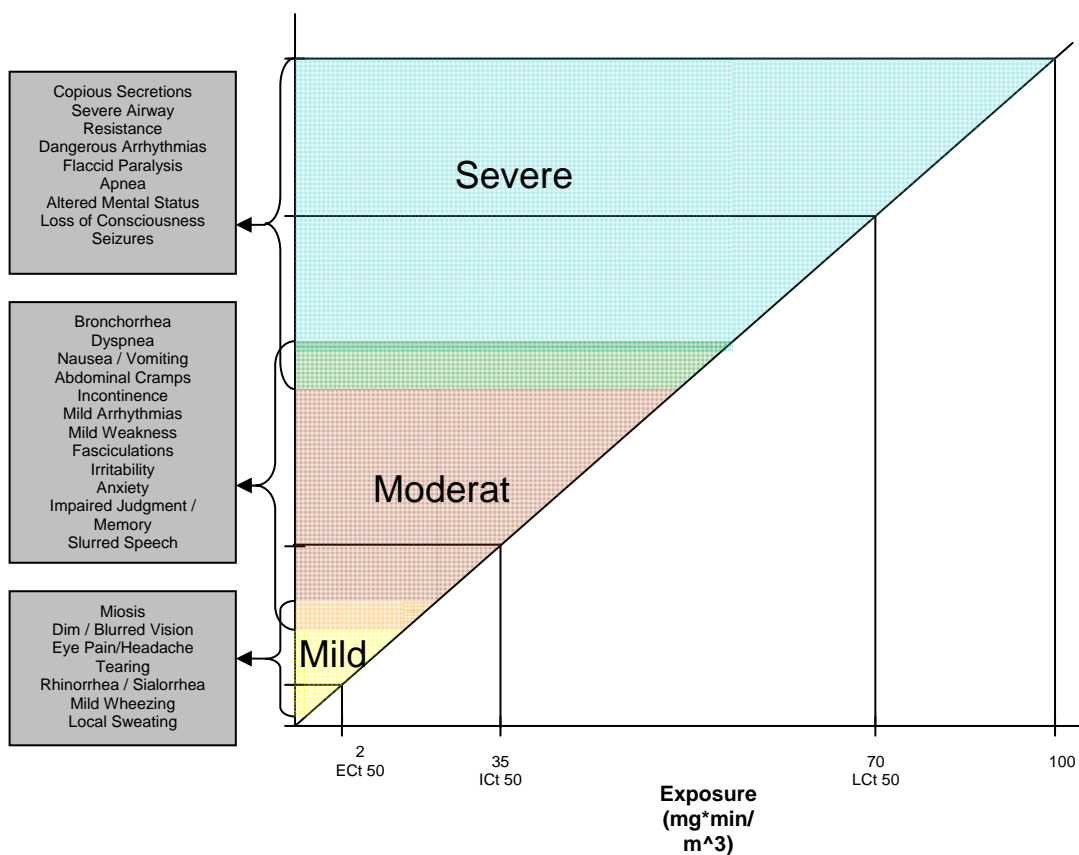 Copious Secretions
Severe Airway
Resistance
Dangerous Arrhythmias
Flaccid Paralysis
Apnea
Altered Mental Status
Loss of Consciousness
Seizures
Severe
Bronchorrhea
Dyspnea
Nausea / Vomiting
Abdominal Cramps
Incontinence
Mild Arrhythmias
Mild Weakness
Fasciculations
Irritability
Anxiety
Impaired Judgment /
Memory
Slurred Speech
Moderat
Miosis
Dim / Blurred Vision
Eye Pain/Headache
Tearing
Rhinorrhea / Sialorrhea
Mild Wheezing
Local Sweating
Mild
2
ECt 50
35
ICt 50
70
LCt 50
100
Exposure
(mg*min/
m^3)